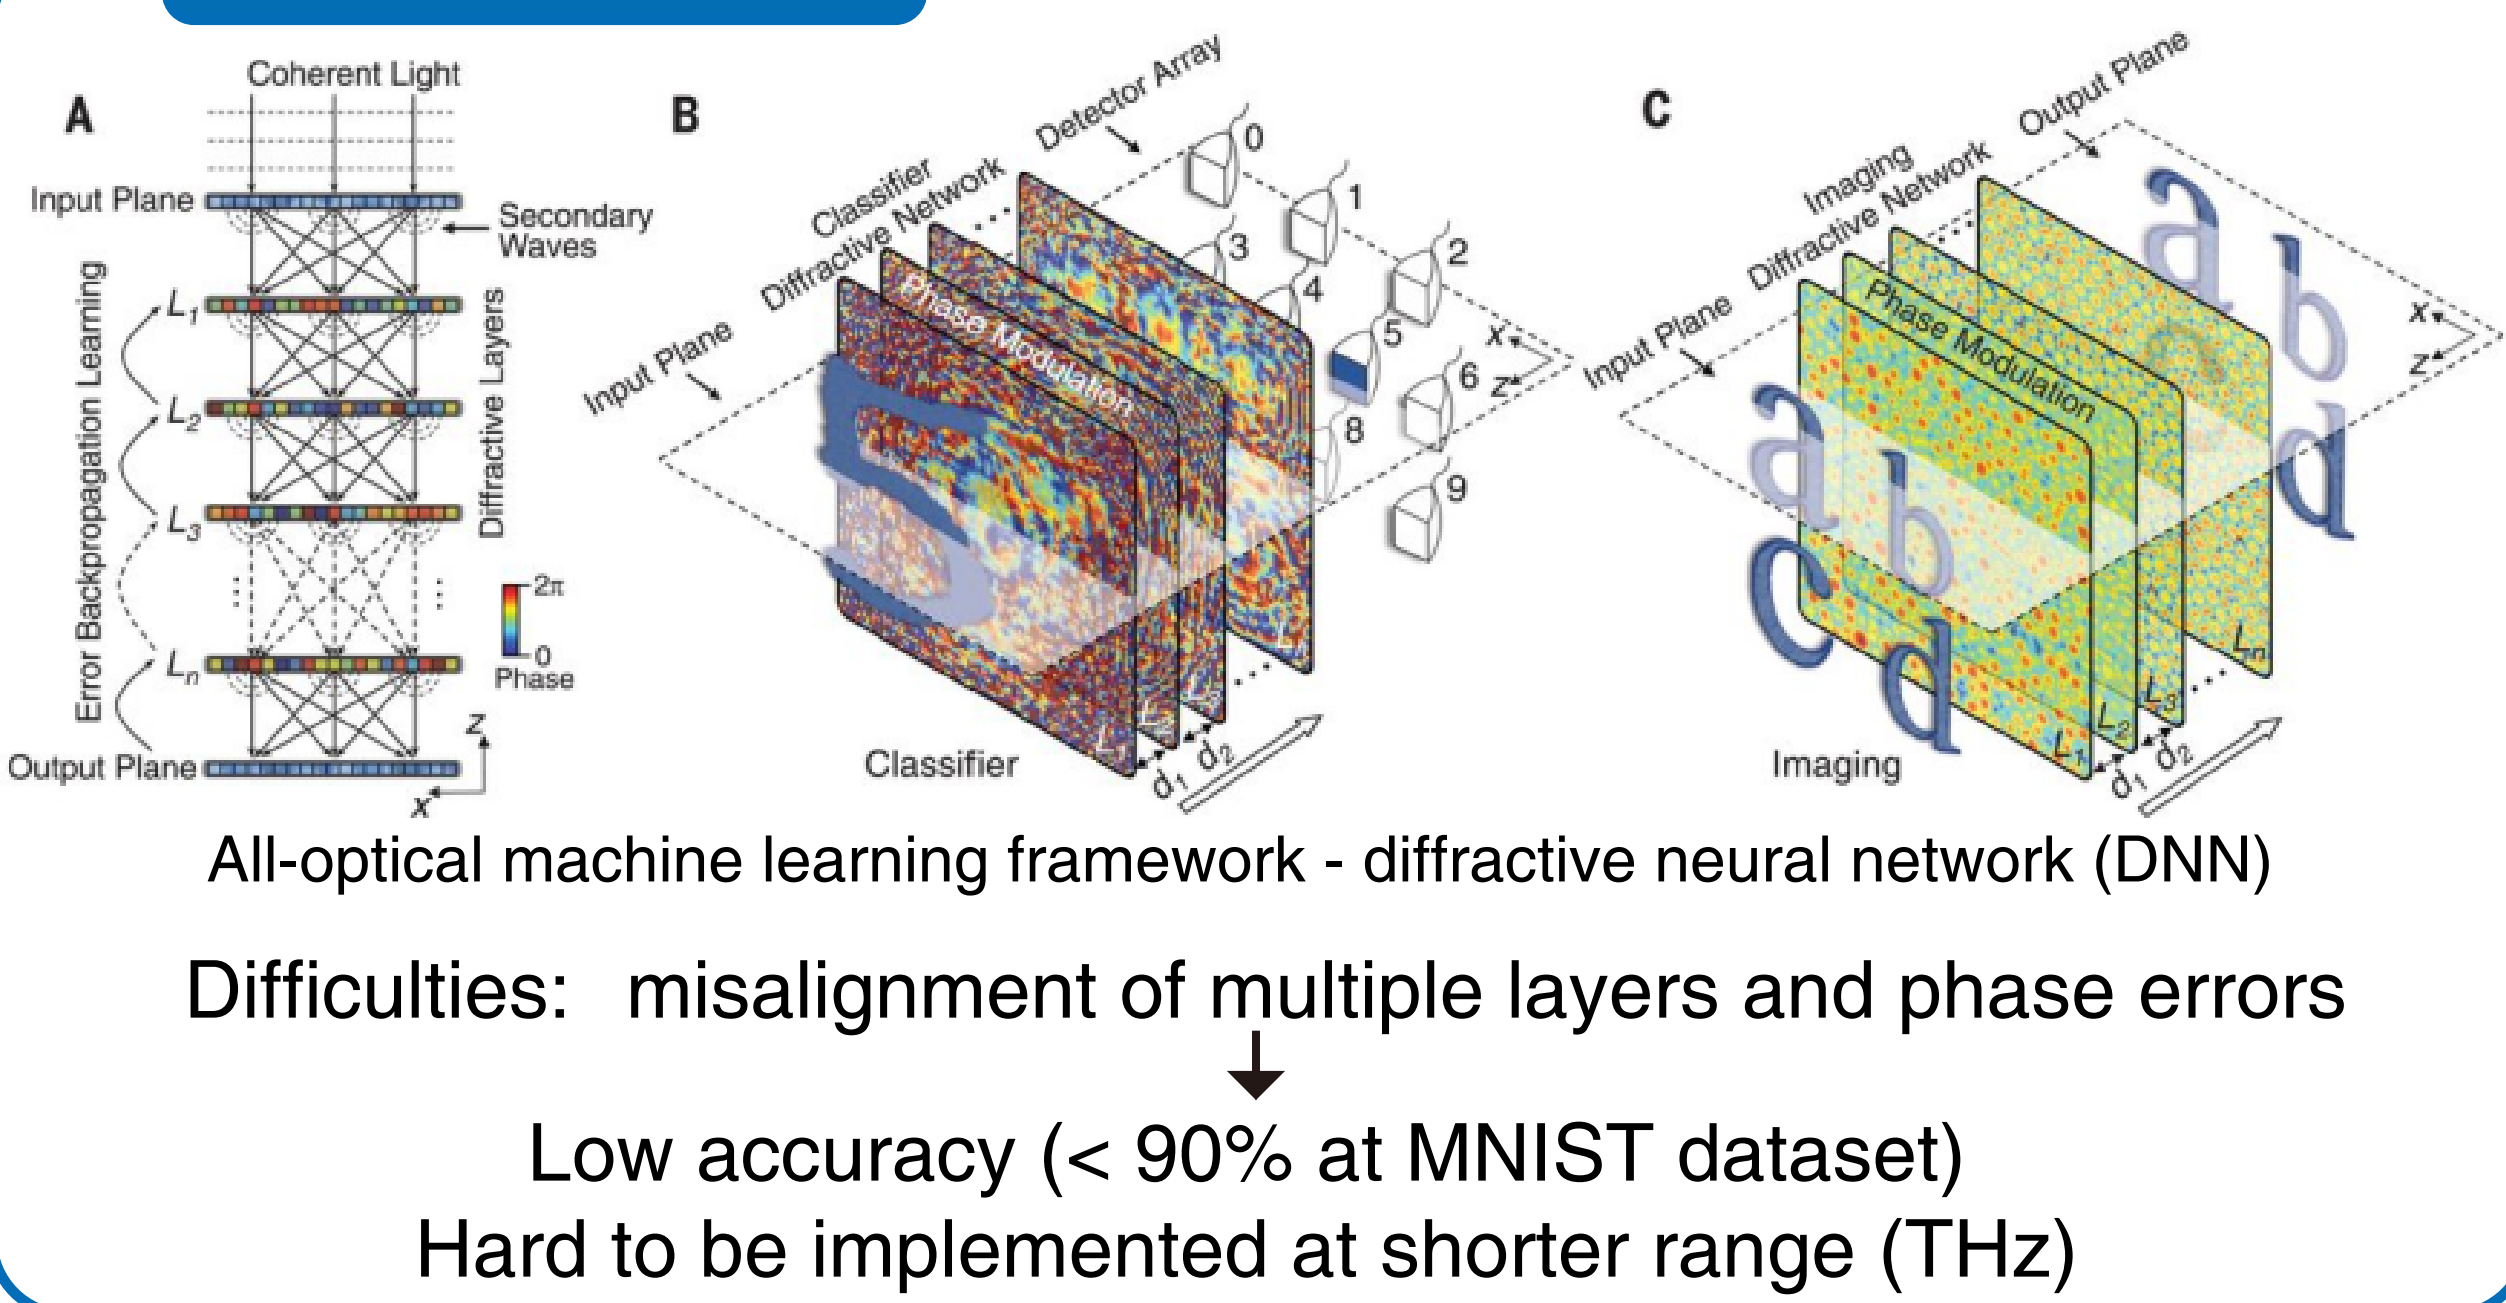 A
Coherent Light
Input Plane
Secondary
Waves
Error Backpropagation Learning
Diffractive Layers
L1
L2
L3
Ln
2π
0
Phase
Output Plane
z
x
B
Detector Array
Classifier
Diffractive Network
Input Plane
Phase Modulation
0
1
2
3
4
5
6
8
9
x
z
Classifier
d1 d2
C
Output Plane
Imaging
Diffractive Network
Input Plane
Phase Modulation
a
b
d
x
z
a
b
c
d
L1
L2
L3
Ln
Imaging
d1 d2
All-optical machine learning framework - diffractive neural network (DNN)
Difficulties: misalignment of multiple layers and phase errors
Low accuracy (< 90% at MNIST dataset)
Hard to be implemented at shorter range (THz)